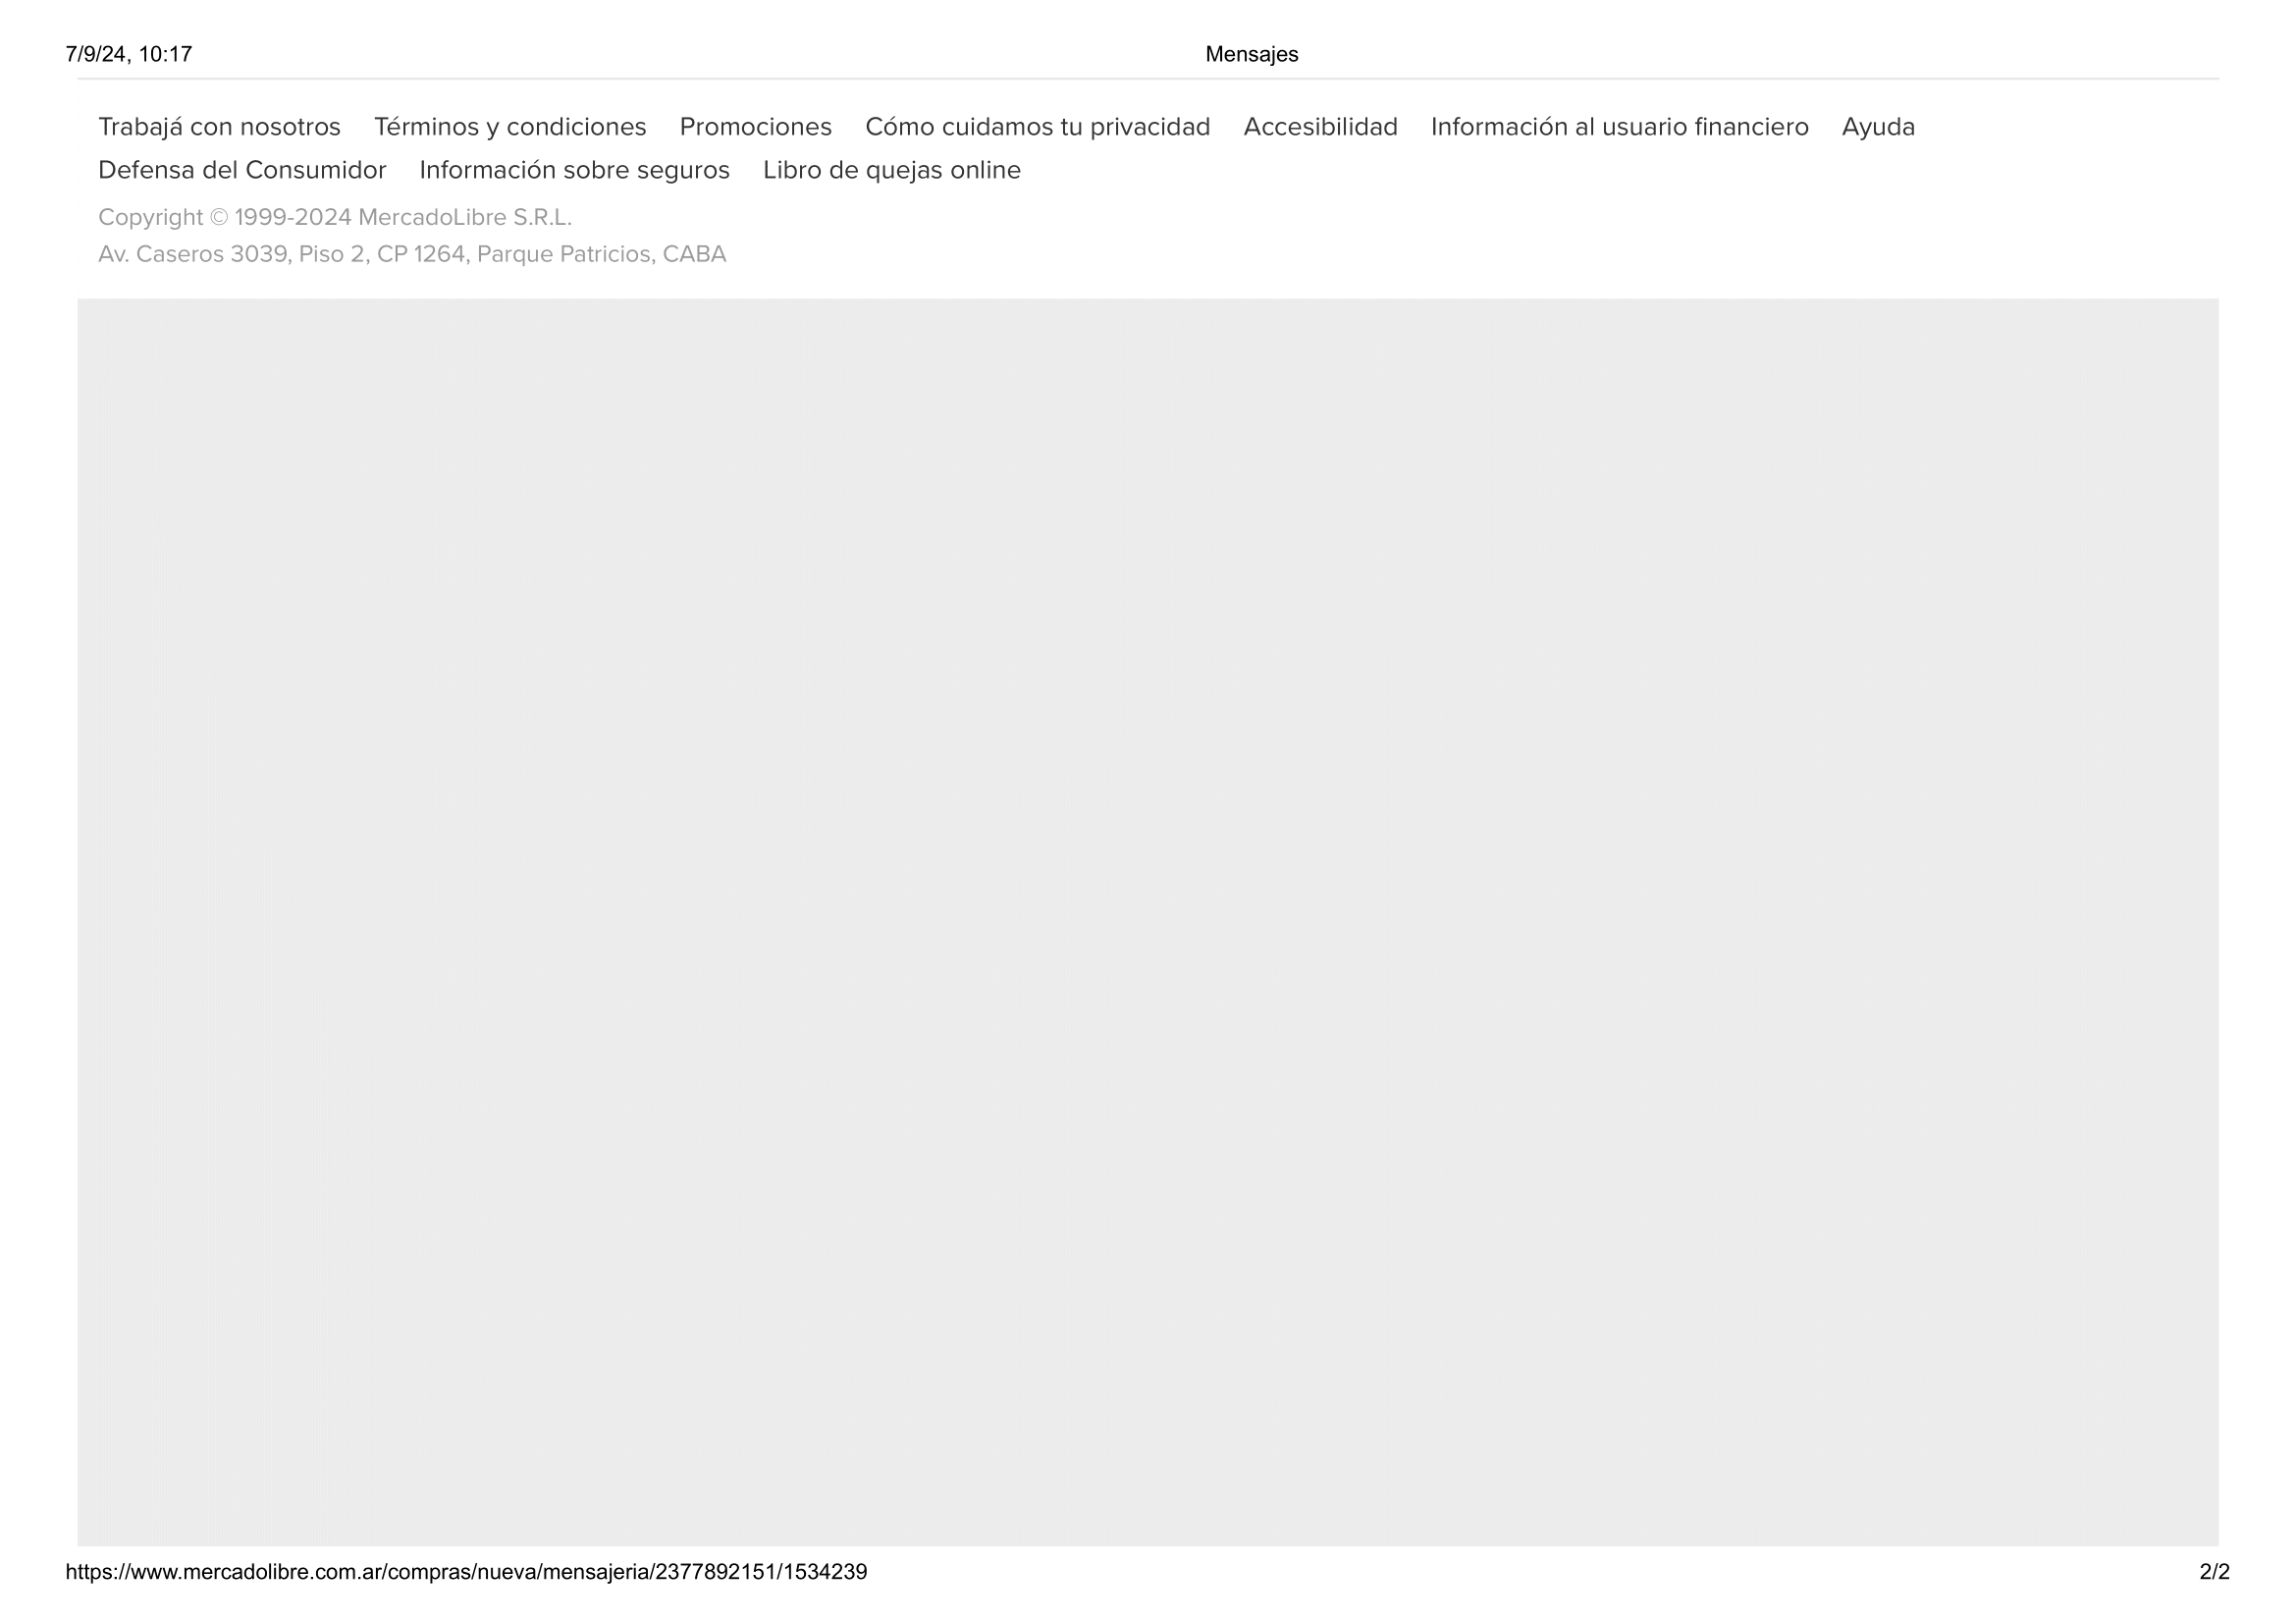 7/9/24, 10:17 Mensajes
Trabajá con nosotros Términos y condiciones Promociones Cómo cuidamos tu privacidad Accesibilidad Información al usuario financiero Ayuda
Defensa del Consumidor Información sobre seguros Libro de quejas online
Copyright © 1999-2024 MercadoLibre S.R.L.
Av. Caseros 3039, Piso 2, CP 1264, Parque Patricios, CABA
https://www.mercadolibre.com.ar/compras/nueva/mensajeria/2377892151/1534239 2/2